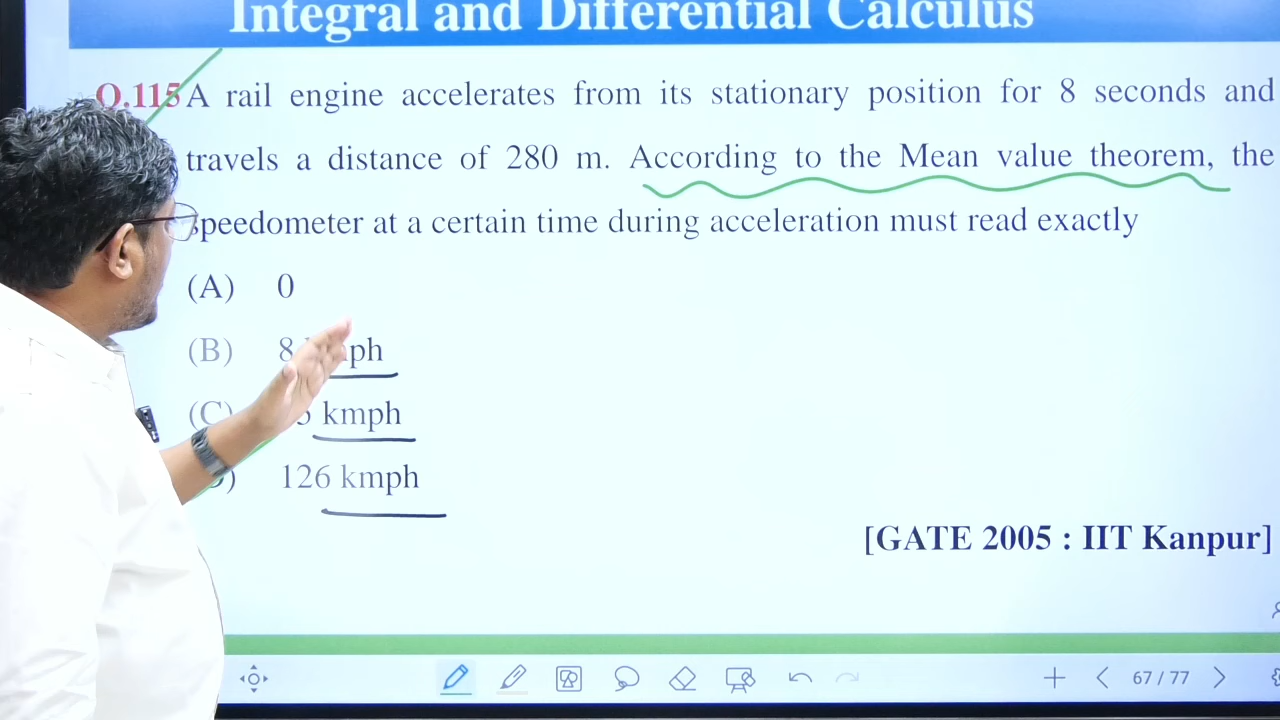 Integral and Differential Calculus
Q.115 A rail engine accelerates from its stationary position for 8 seconds and
travels a distance of 280 m. According to the Mean value theorem, the
speedometer at a certain time during acceleration must read exactly
(A) 0
(B) 8
(C) kmph
126 kmph
[GATE 2005 : IIT Kanpur]
67 / 77